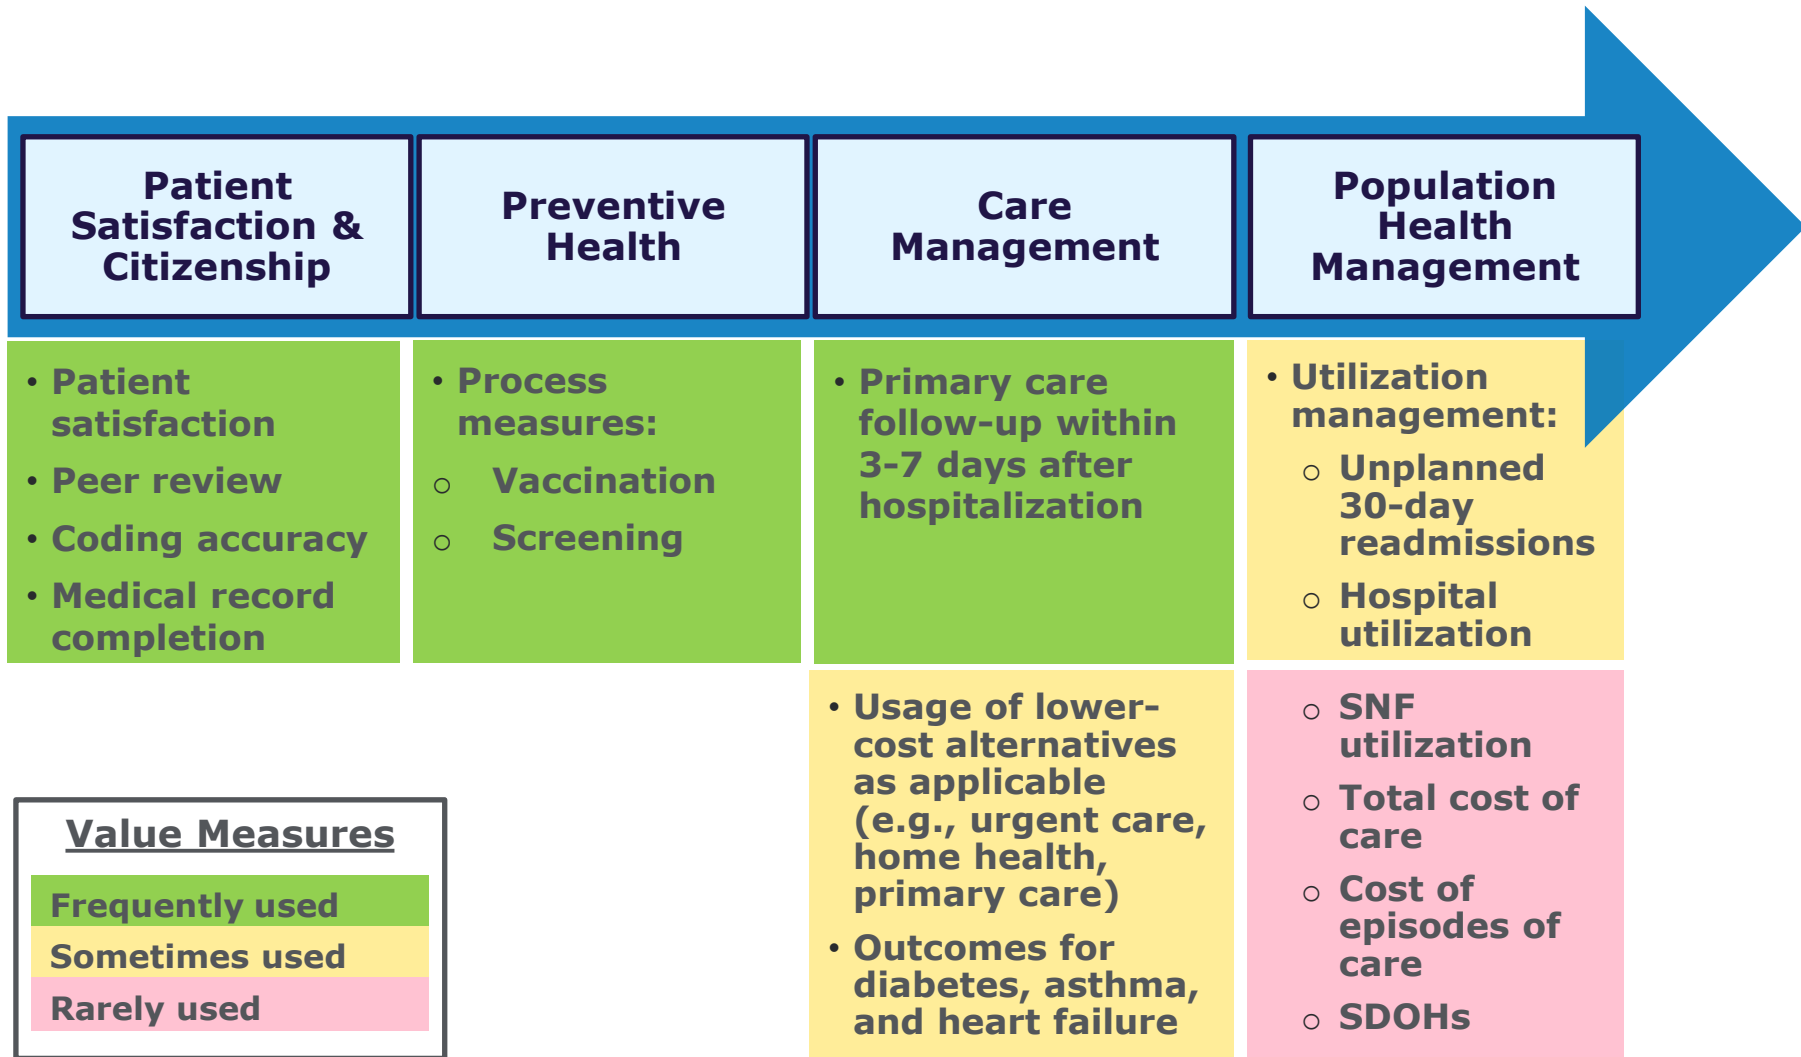 Patient
Satisfaction &
Citizenship
Preventive
Health
Care
Management
Population
Health
Management
• Patient
satisfaction
• Peer review
• Coding accuracy
• Medical record
completion
• Process
measures:
o Vaccination
o Screening
• Primary care
follow-up within
3-7 days after
hospitalization
• Usage of lower-
cost alternatives
as applicable
(e.g., urgent care,
home health,
primary care)
• Outcomes for
diabetes, asthma,
and heart failure
• Utilization
management:
o Unplanned
30-day
readmissions
o Hospital
utilization
o SNF
utilization
o Total cost of
care
o Cost of
episodes of
care
o SDOHs
Value Measures
Frequently used
Sometimes used
Rarely used